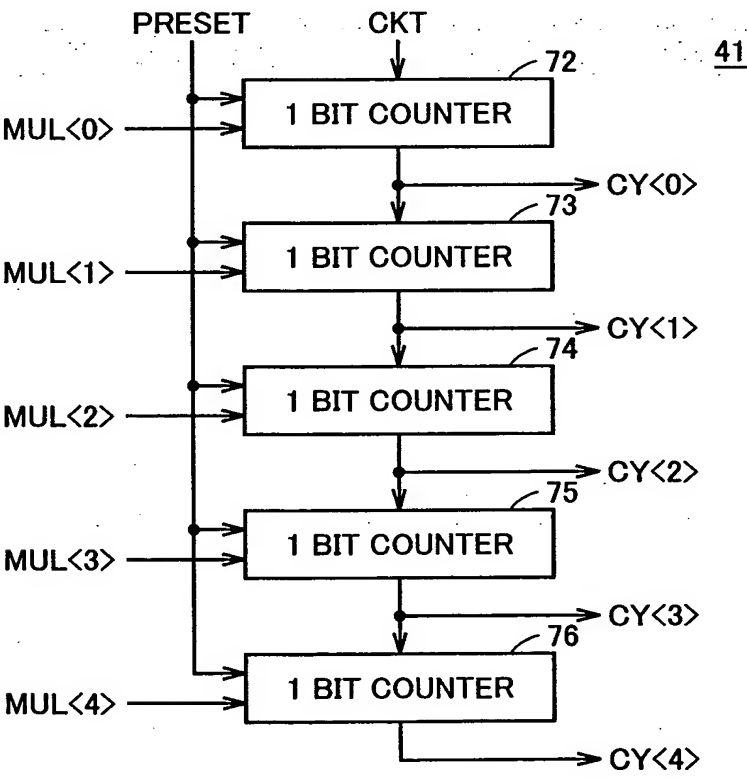 PRESET CKT
41
72
1 BIT COUNTER
MUL<0>
CY<0>
73
1 BIT COUNTER
MUL<1>
CY<1>
74
1 BIT COUNTER
MUL<2>
CY<2>
75
1 BIT COUNTER
MUL<3>
CY<3>
76
1 BIT COUNTER
MUL<4>
CY<4>